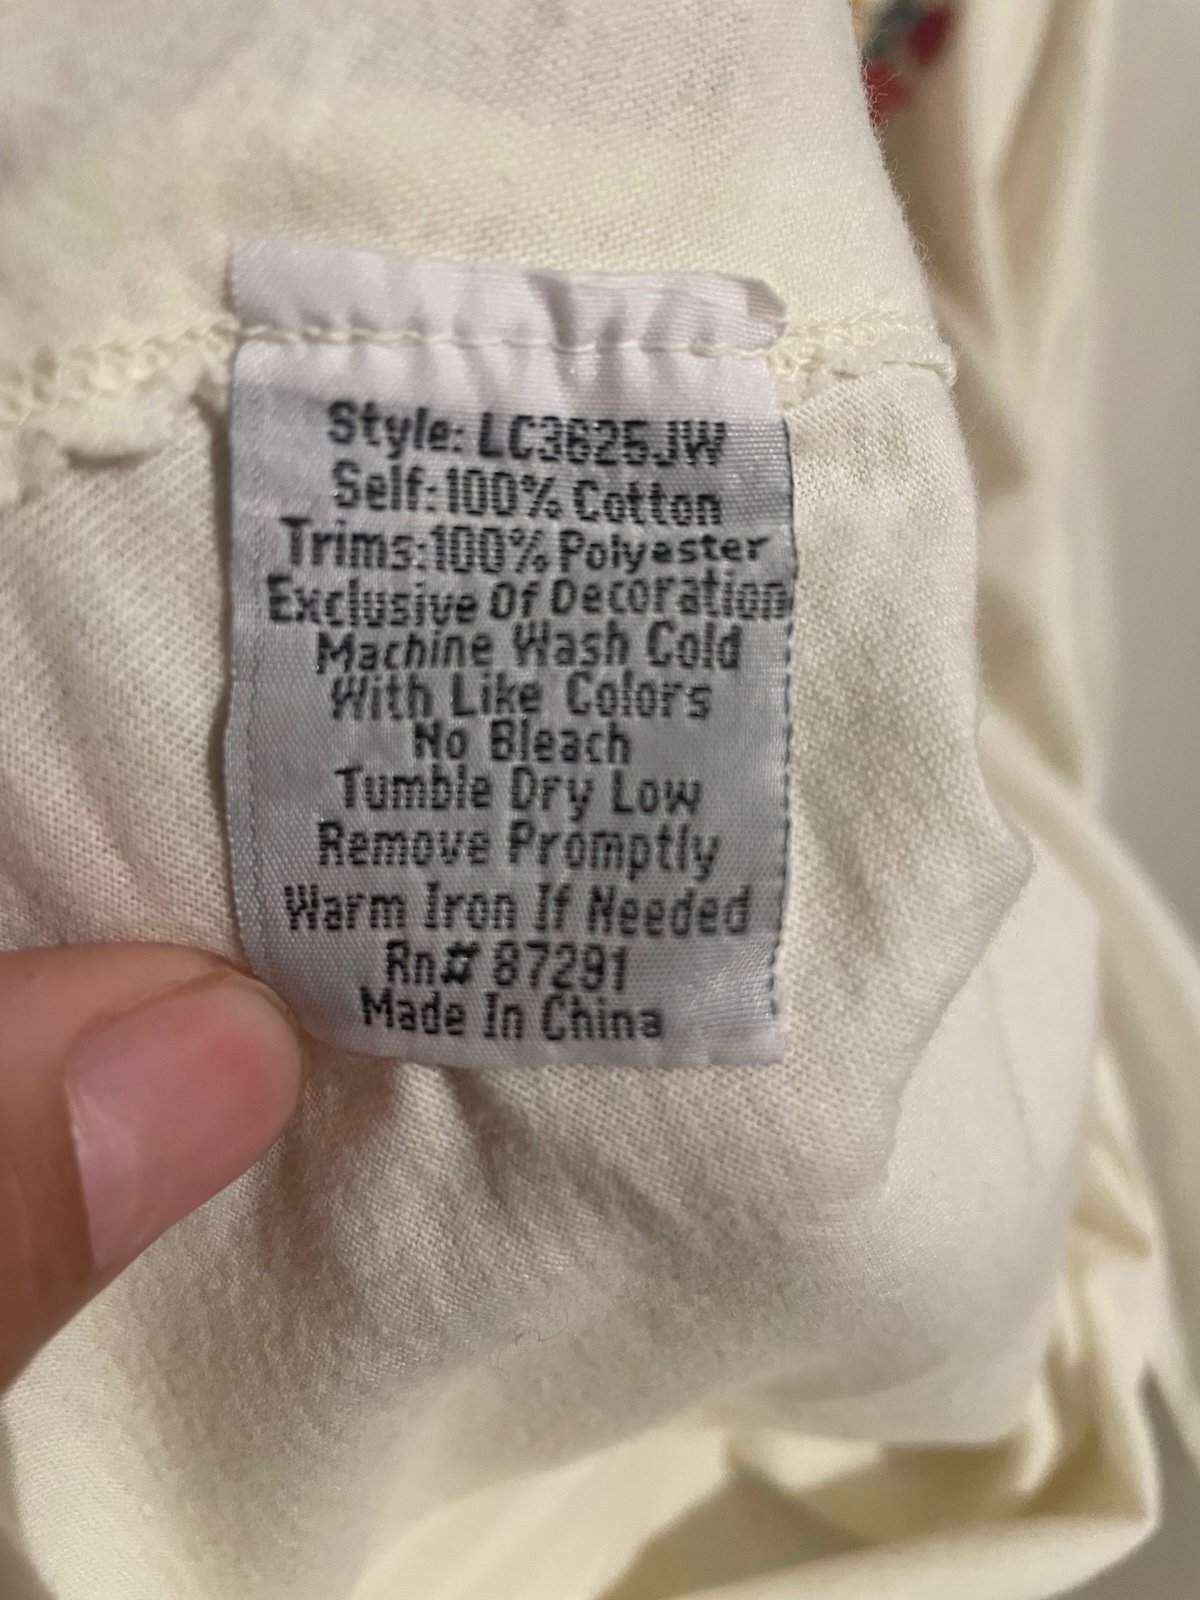 Style: LC3625JW
Self:100% Cotton
Trims:100% Polyester
Exclusive Of Decoration
Machine Wash Cold
With Like Colors
No Bleach
Tumble Dry Low
Remove Promptly
Warm Iron If Needed
Rn# 87291
Made In China